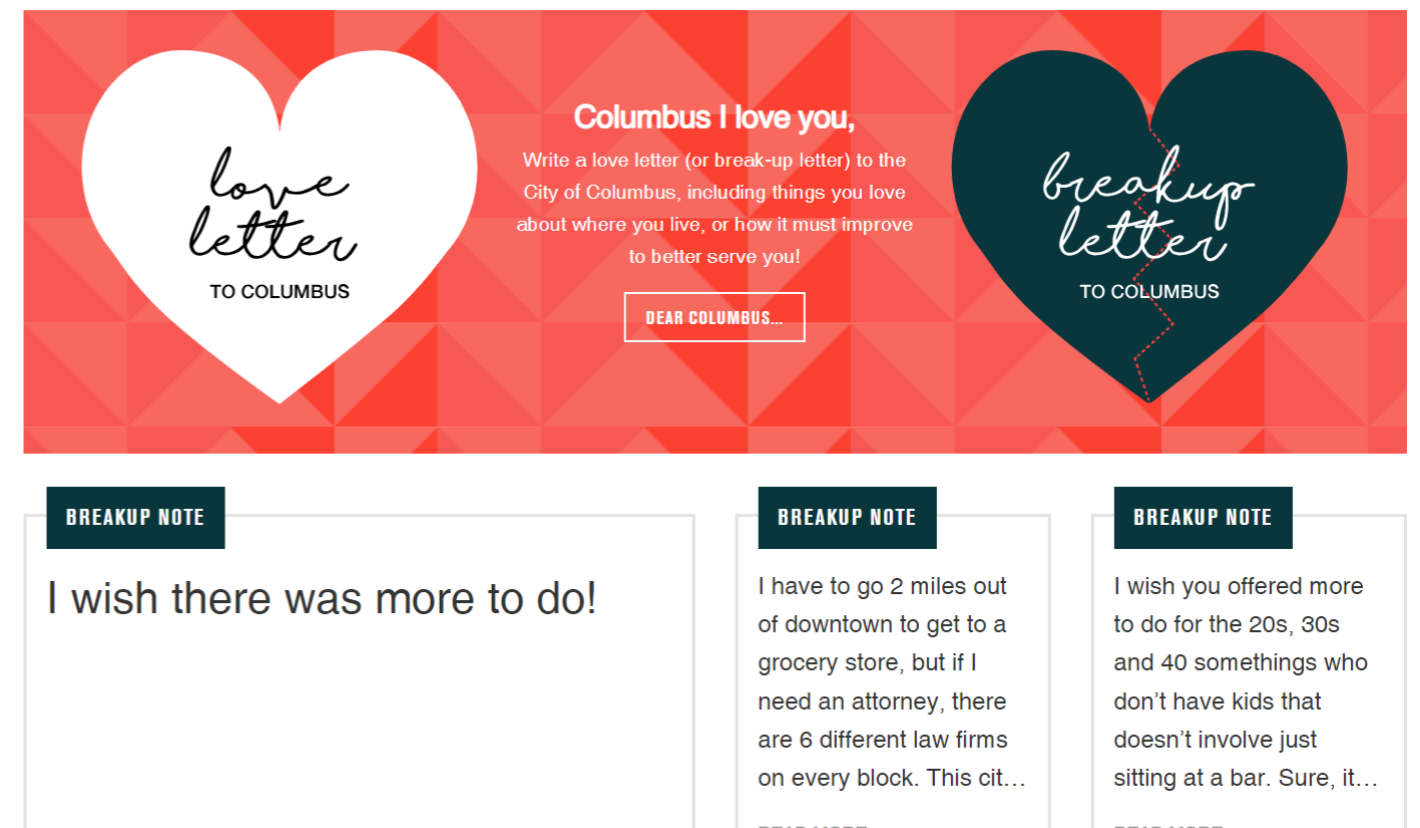 love
letter
TO COLUMBUS
Columbus I love you,
Write a love letter (or break-up letter) to the
City of Columbus, including things you love
about where you live, or how it must improve
to better serve you!
DEAR COLUMBUS...
breakup
letter
TO COLUMBUS
BREAKUP NOTE
I wish there was more to do!
BREAKUP NOTE
I have to go 2 miles out
of downtown to get to a
grocery store, but if I
need an attorney, there
are 6 different law firms
on every block. This cit…
READ MORE
BREAKUP NOTE
I wish you offered more
to do for the 20s, 30s
and 40 somethings who
don’t have kids that
doesn’t involve just
sitting at a bar. Sure, it…
READ MORE